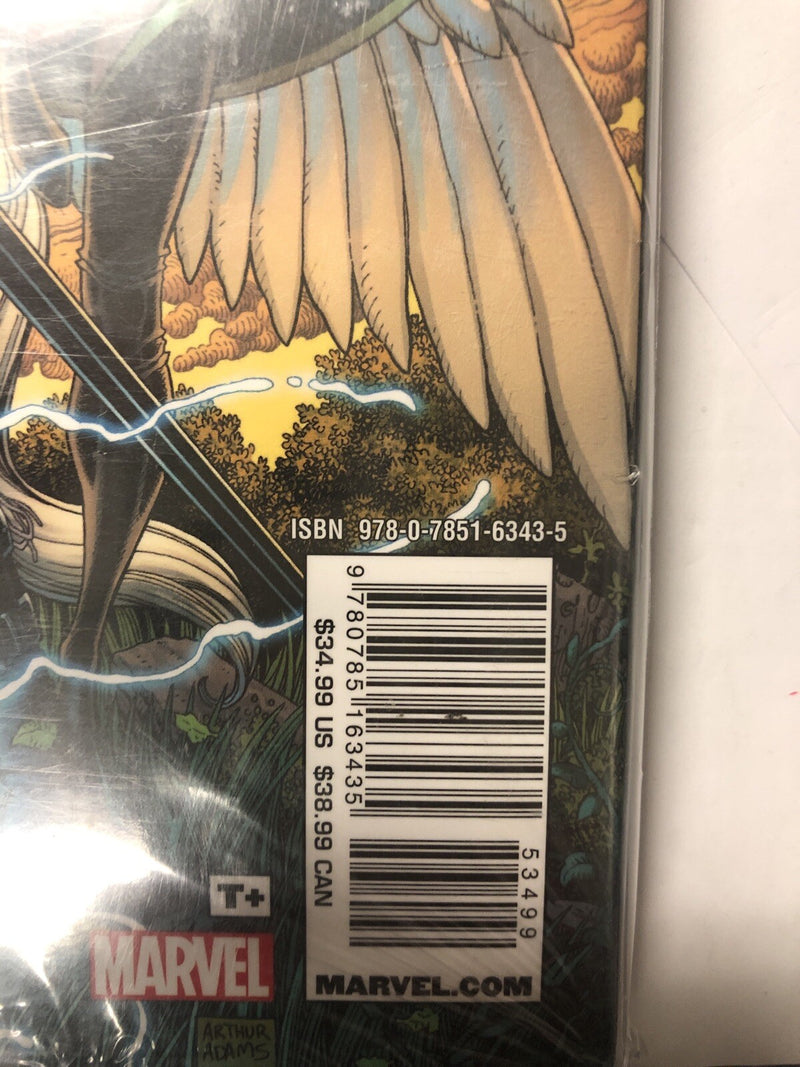 ISBN 978-0-7851-6343-5
9 780785 163435
$34.99 US $38.99 CAN
53499
T+
MARVEL
MARVEL.COM
ARTHUR
ADAMS